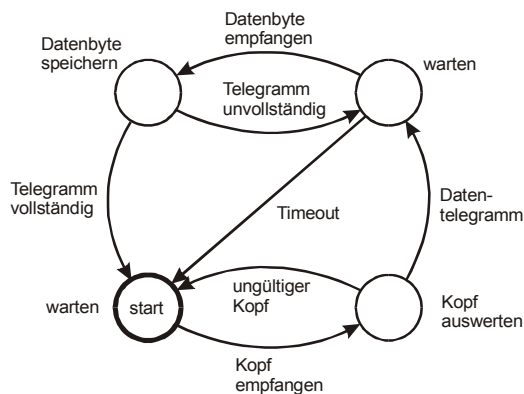 Datenbyte
empfangen
Datenbyte
speichern
warten
Telegramm
unvollständig
Telegramm
vollständig
Daten-
telegramm
Timeout
warten
start
ungültiger
Kopf
Kopf
auswerten
Kopf
empfangen